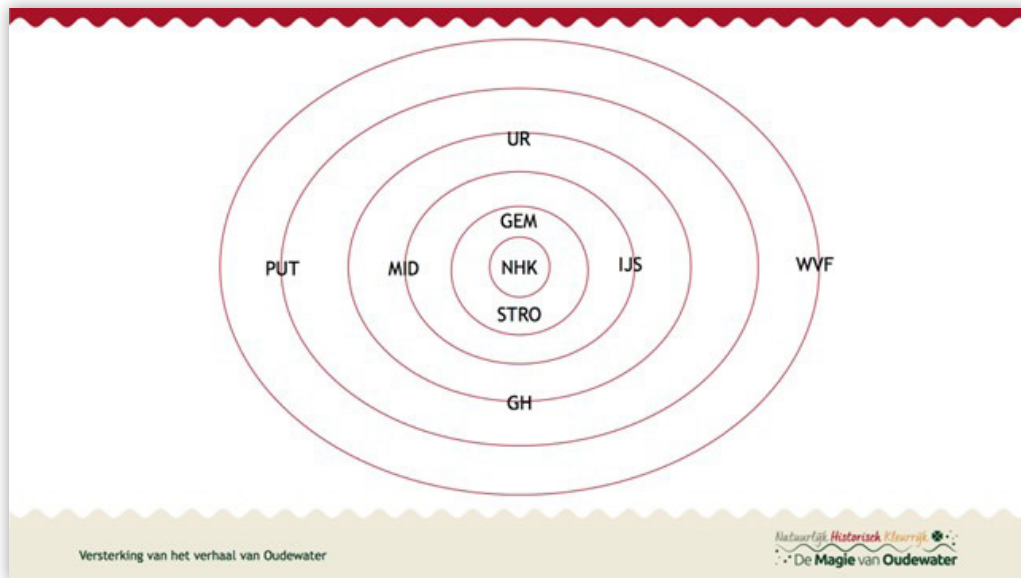 UR
GEM
PUT MID NHK IJS WVF
STRO
GH
Versterking van het verhaal van Oudewater
Natuurlijk Historisch Kleurrijk
De Magie van Oudewater